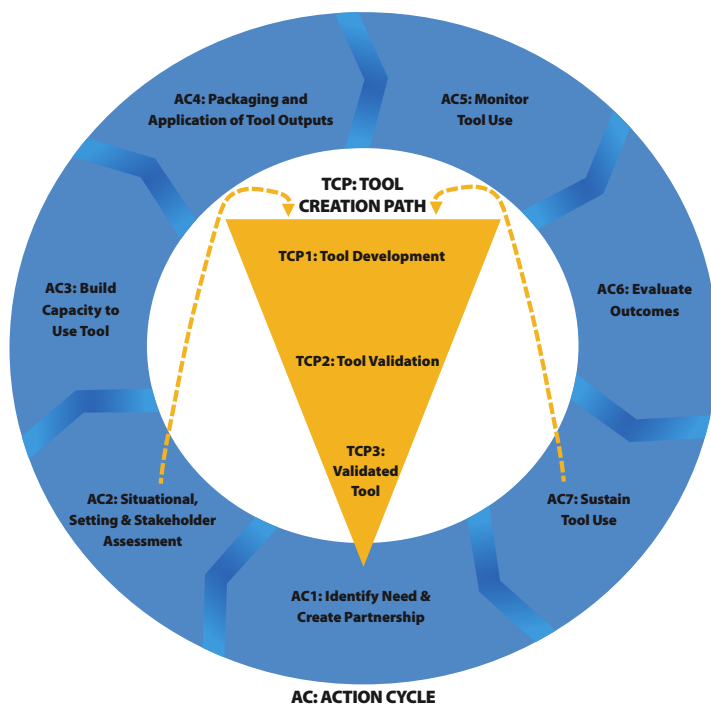 AC4: Packaging and
Application of Tool Outputs
AC5: Monitor
Tool Use
TCP: TOOL
CREATION PATH
TCP1: Tool Development
AC3: Build
Capacity to
Use Tool
AC6: Evaluate
Outcomes
TCP2: Tool Validation
TCP3:
Validated
Tool
AC2: Situational,
Setting & Stakeholder
Assessment
AC7: Sustain
Tool Use
AC1: Identify Need &
Create Partnership
AC: ACTION CYCLE